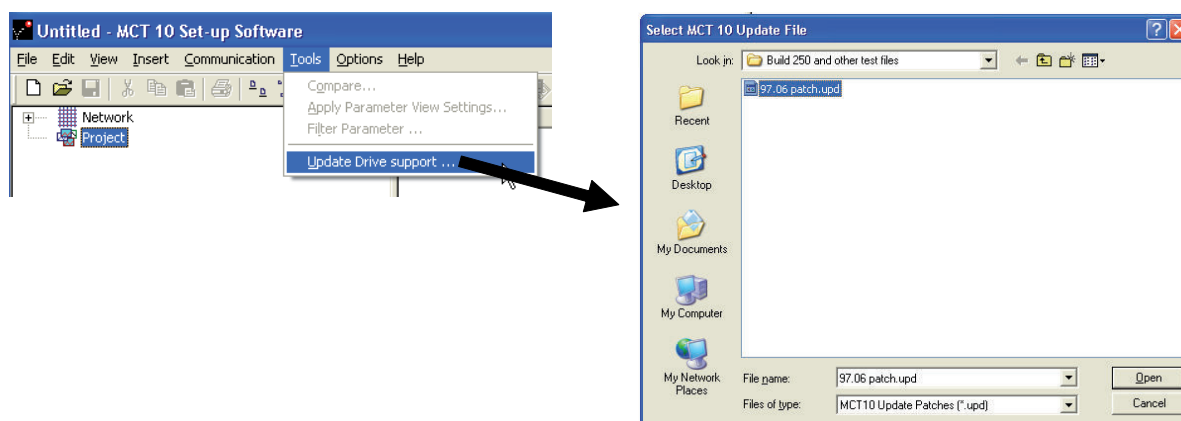 Untitled - MCT 10 Set-up Software
File Edit View Insert Communication Tools Options Help
Compare...
Apply Parameter View Settings...
Filter Parameter ...
Update Drive support ...
Network
Project
Select MCT 10 Update File
Look in: Build 250 and other test files
97.06 patch.upd
Recent
Desktop
My Documents
My Computer
My Network
Places
File name: 97.06 patch.upd Open
Files of type: MCT10 Update Patches (*.upd) Cancel